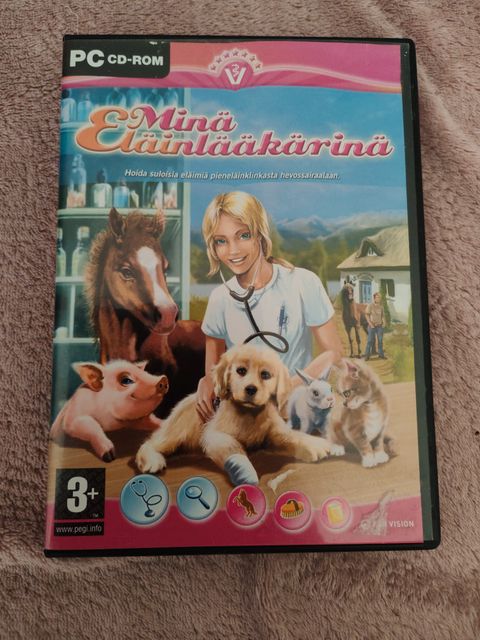 PC CD-ROM
V
Minä
Eläinlääkärinä
Hoida suloisia eläimiä pieneläinklinkasta hevossairaalaan.
3+
www.pegi.info
VISION